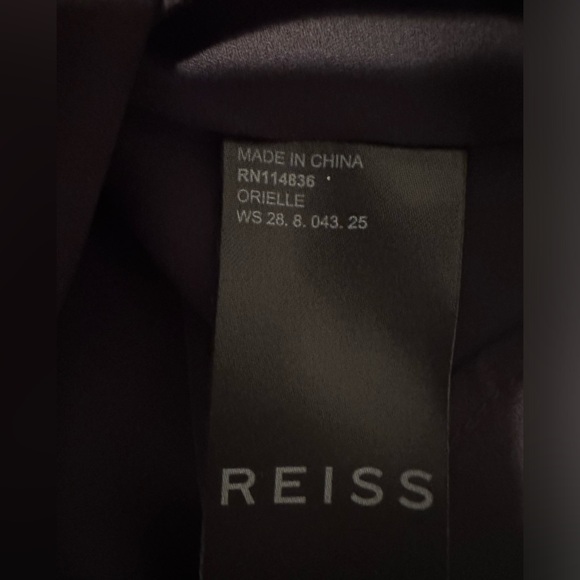 MADE IN CHINA
RN114836
ORIELLE
WS 28. 8. 043. 25
REISS